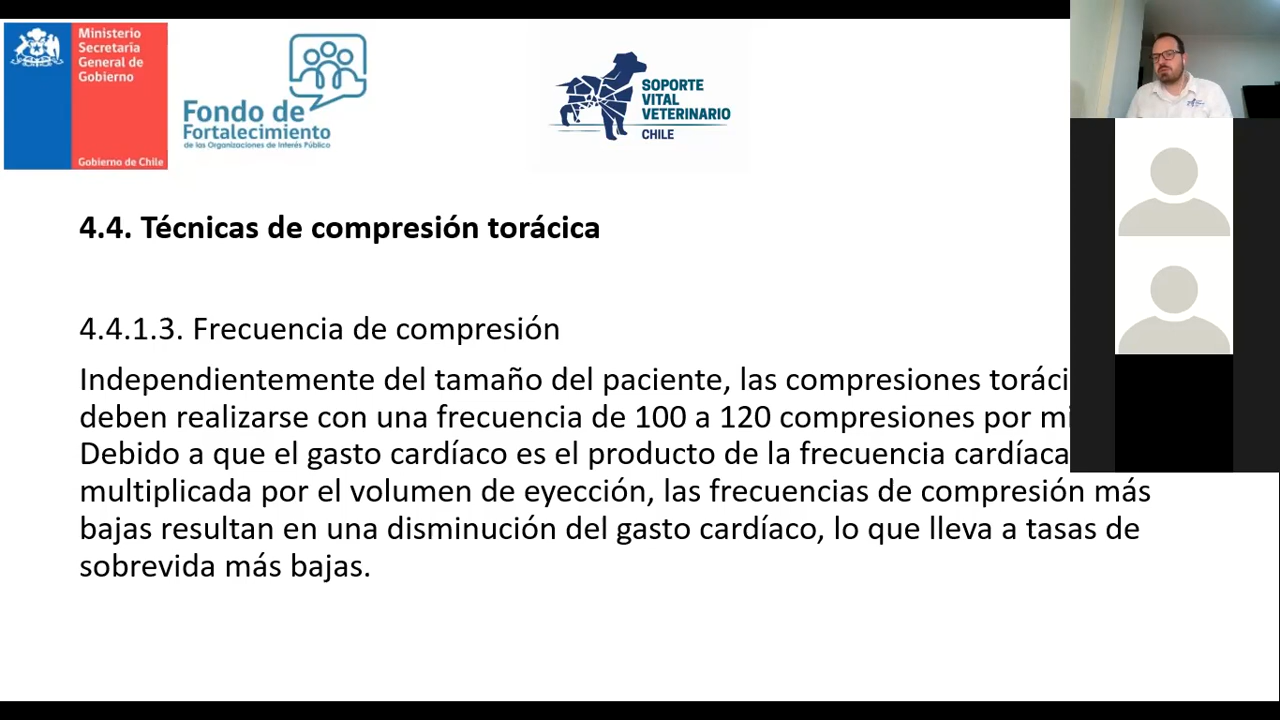 Ministerio
Secretaría
General de
Gobierno
Gobierno de Chile
Fondo de
Fortalecimiento
de las Organizaciones de Interés Público
SOPORTE
VITAL
VETERINARIO
CHILE
4.4. Técnicas de compresión torácica
4.4.1.3. Frecuencia de compresión
Independientemente del tamaño del paciente, las compresiones
deben realizarse con una frecuencia de 100 a 120 compresiones por
Debido a que el gasto cardíaco es el producto de la frecuencia cardíaca
multiplicada por el volumen de eyección, las frecuencias de compresión más
bajas resultan en una disminución del gasto cardíaco, lo que lleva a tasas de
sobrevida más bajas.